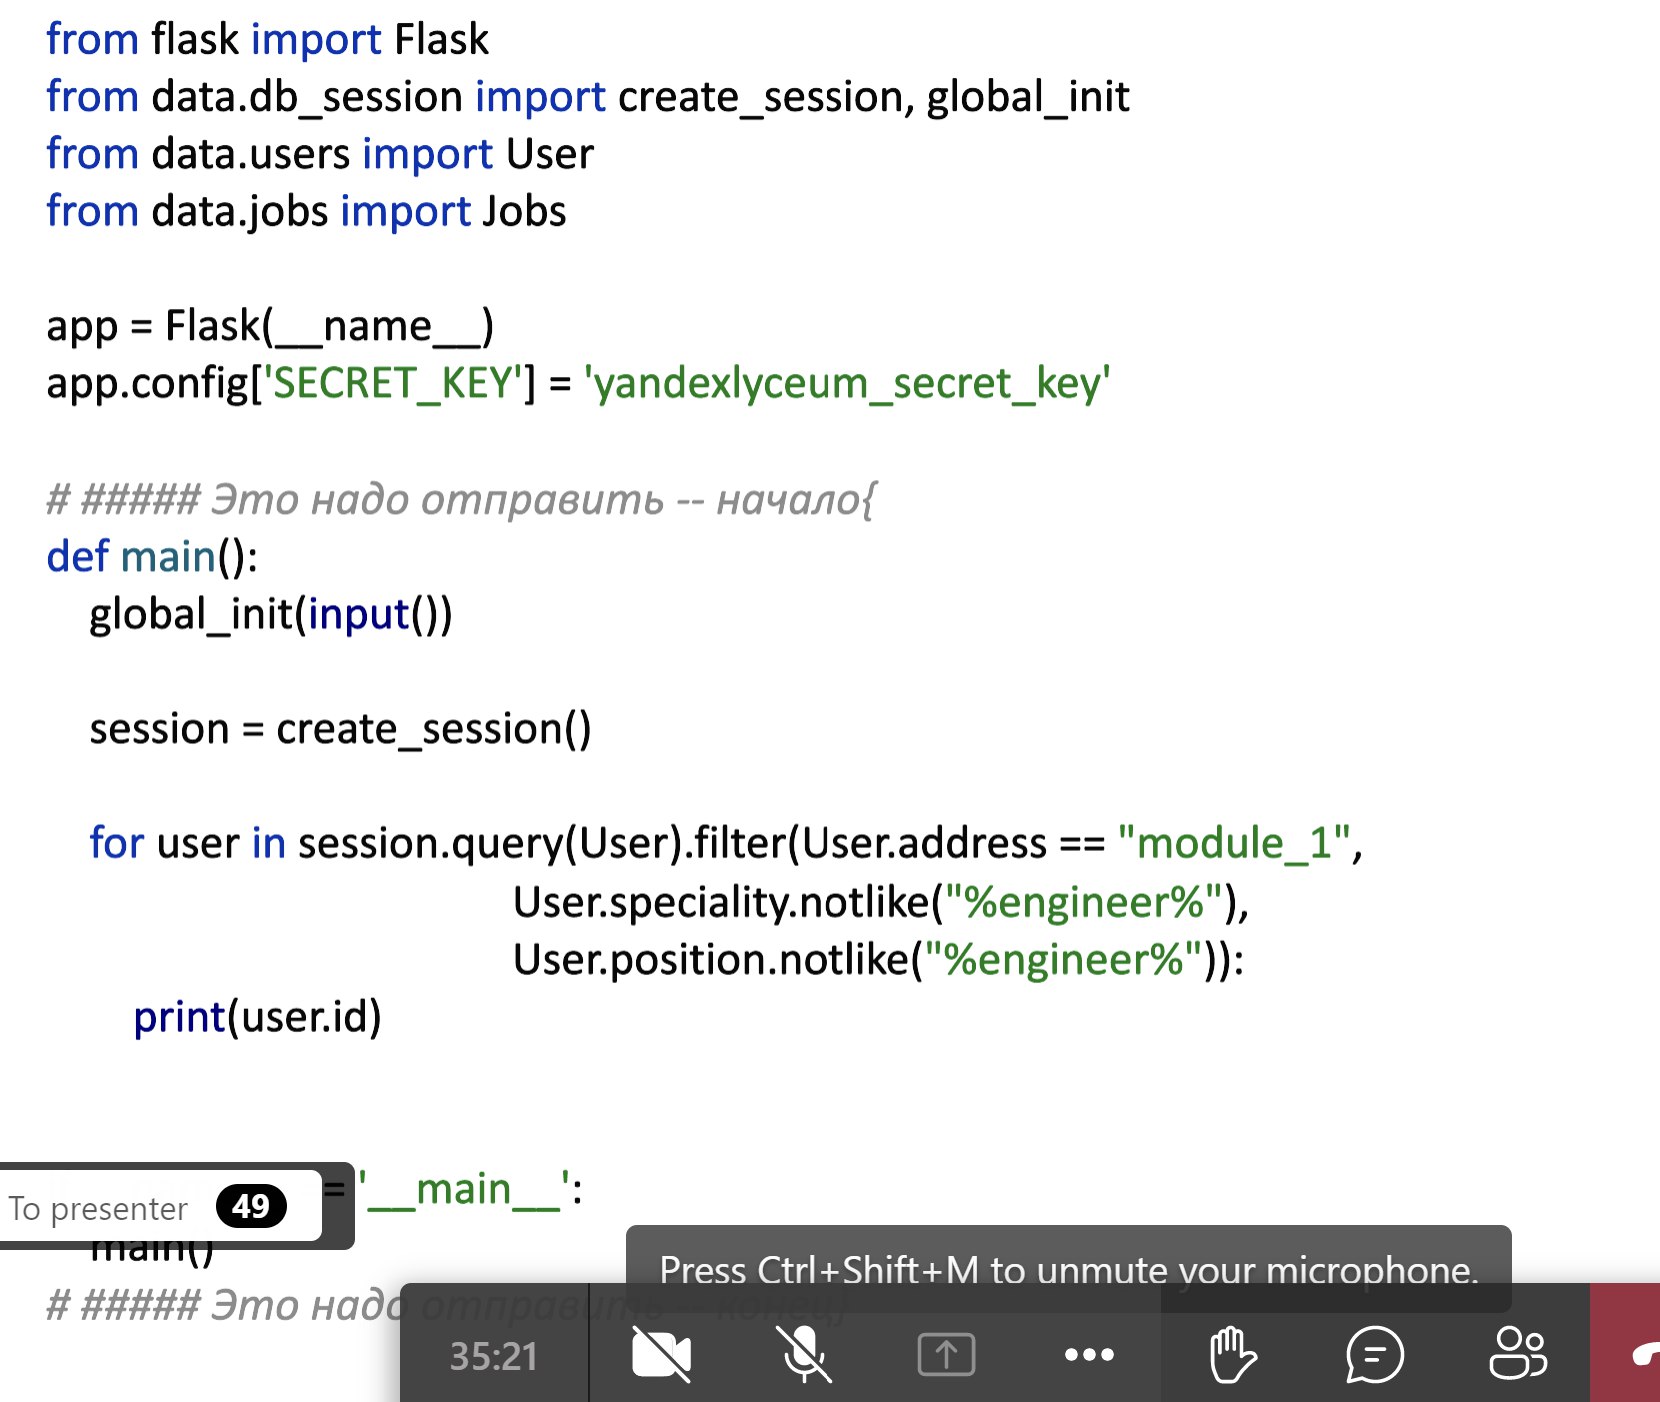 from flask import Flask
from data.db_session import create_session, global_init
from data.users import User
from data.jobs import Jobs
app = Flask(__name__)
app.config['SECRET_KEY'] = 'yandexlyceum_secret_key'
# ##### Это надо отправить -- начало{
def main():
global_init(input())
session = create_session()
for user in session.query(User).filter(User.address == "module_1",
User.speciality.notlike("%engineer%"),
User.position.notlike("%engineer%")):
print(user.id)
= '__main__':
To presenter 49
main()
Press Ctrl+Shift+M to unmute your microphone.
# ##### Это надо отправить -- конец}
35:21